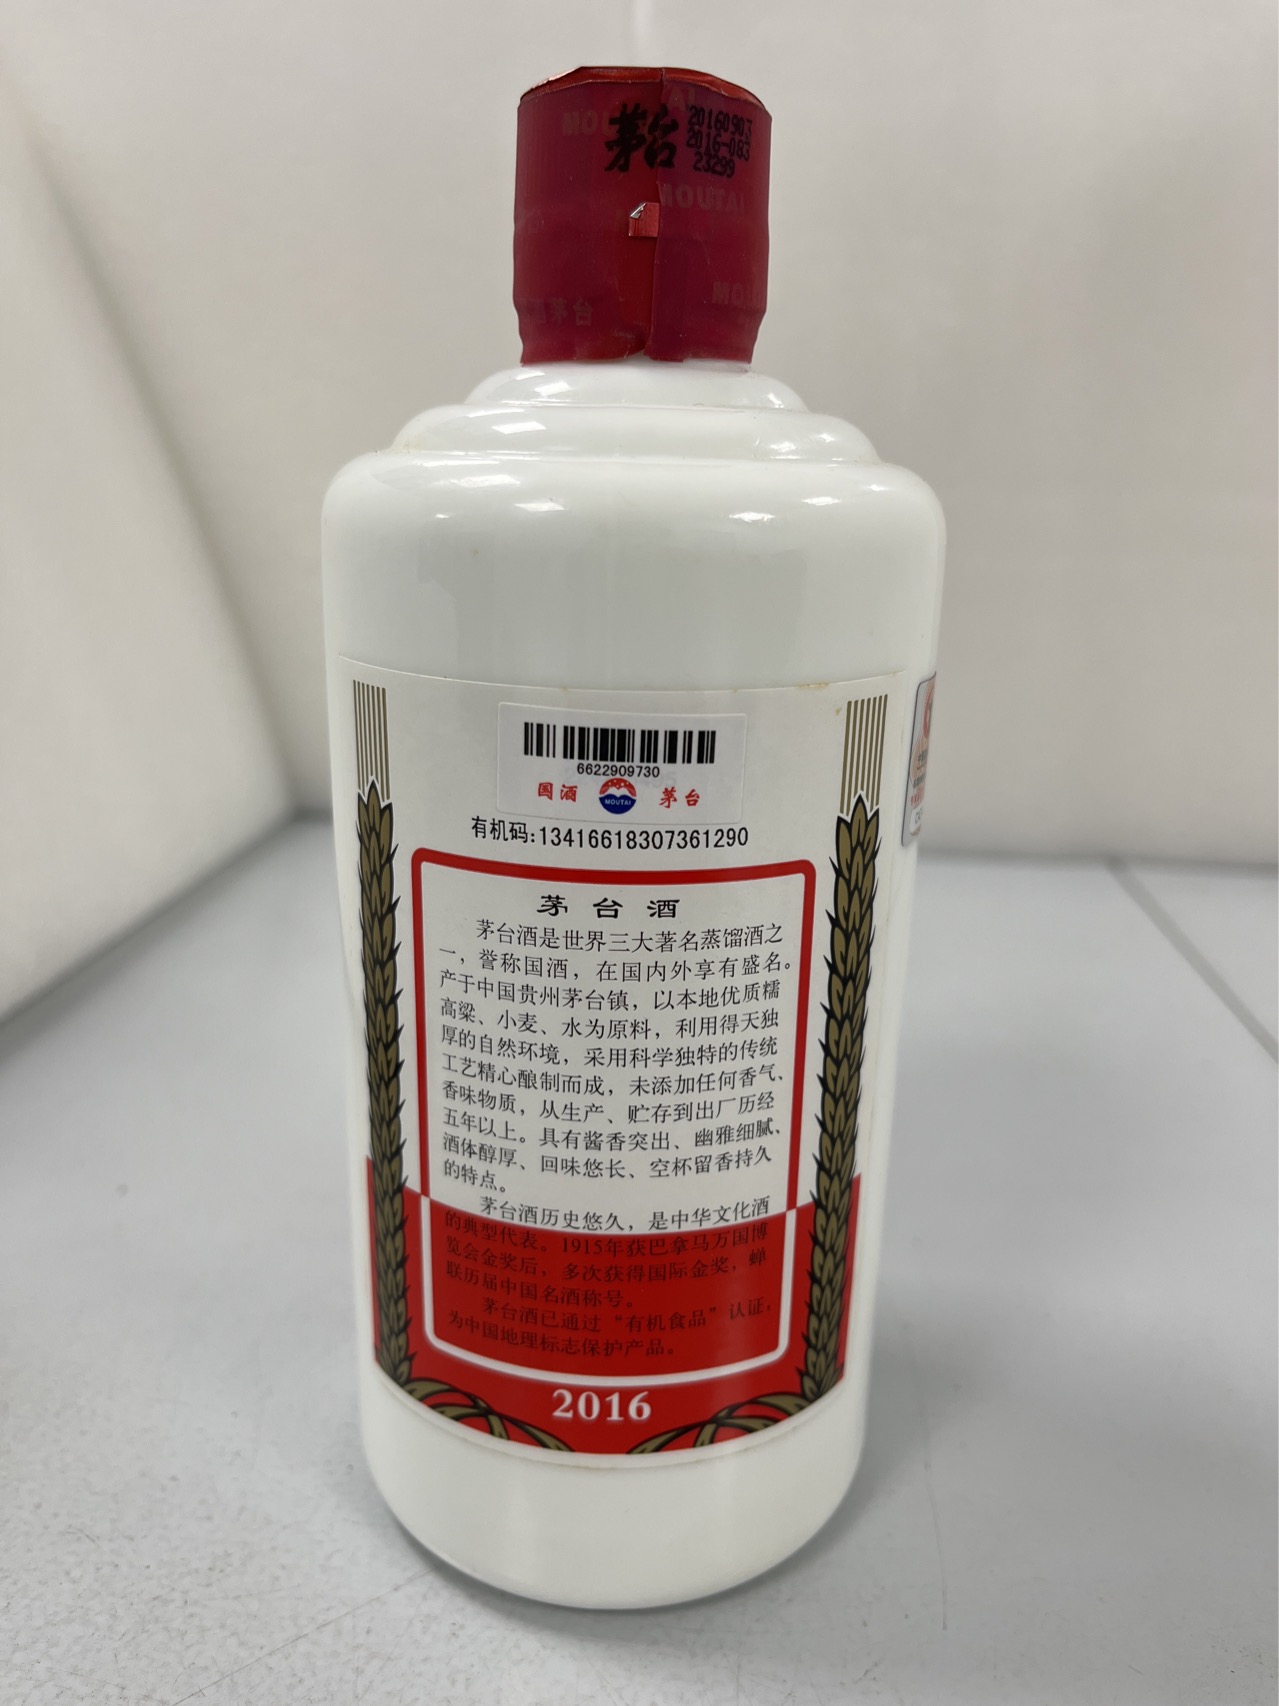 MOUTAI
茅台
20160903
2016-083
23299
MOUTAI
茅台
6622909730
国酒 MOUTAI 茅台
有机码:13416618307361290
茅台酒
茅台酒是世界三大著名蒸馏酒之
一，誉称国酒，在国内外享有盛名。
产于中国贵州茅台镇，以本地优质糯
高粱、小麦、水为原料，利用得天独
厚的自然环境，采用科学独特的传统
工艺精心酿制而成，未添加任何香气、
香味物质，从生产、贮存到出厂历经
五年以上。具有酱香突出、幽雅细腻、
酒体醇厚、回味悠长、空杯留香持久
的特点。
茅台酒历史悠久，是中华文化酒
的典型代表。1915年获巴拿马万国博
览会金奖后，多次获得国际金奖，蝉
联历届中国名酒称号。
茅台酒已通过“有机食品”认证，
为中国地理标志保护产品。
2016